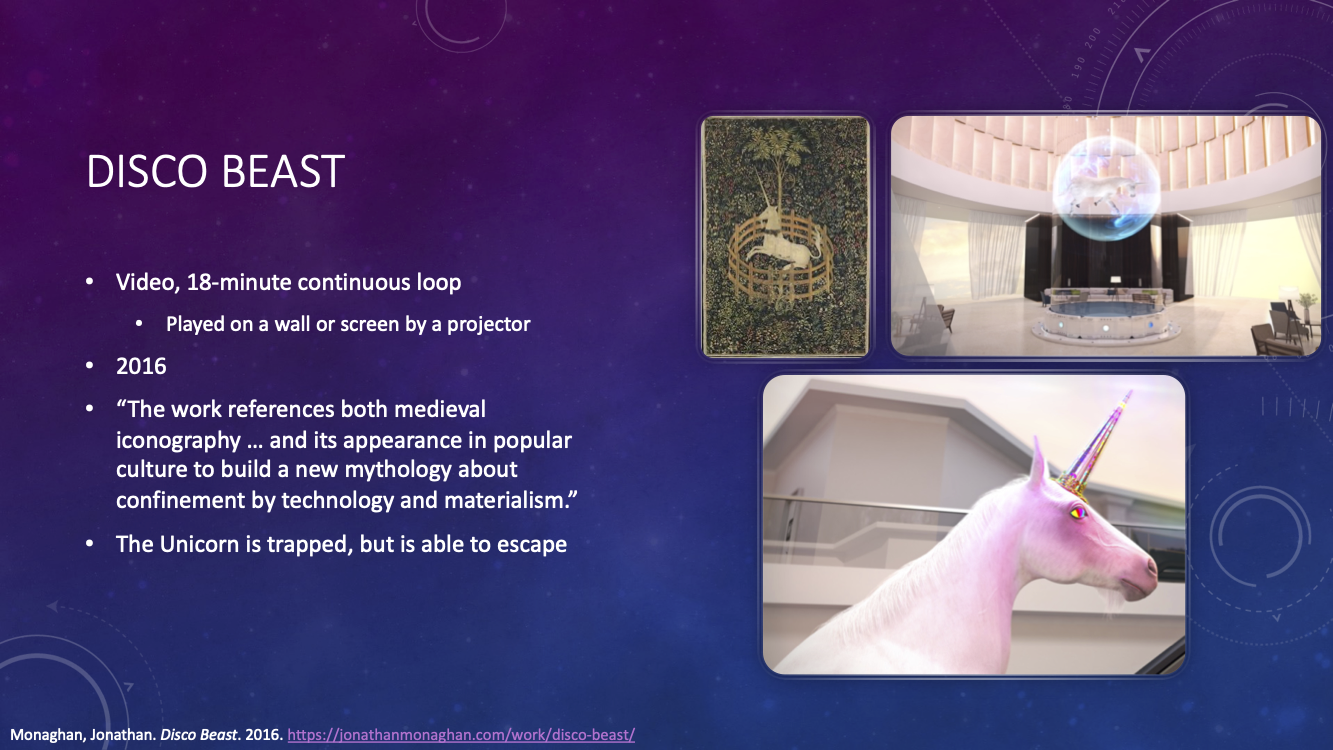 DISCO BEAST
• Video, 18-minute continuous loop
• Played on a wall or screen by a projector
• 2016
• “The work references both medieval
iconography … and its appearance in popular
culture to build a new mythology about
confinement by technology and materialism.”
• The Unicorn is trapped, but is able to escape
Monaghan, Jonathan. Disco Beast. 2016. https://jonathanmonaghan.com/work/disco-beast/
190 200